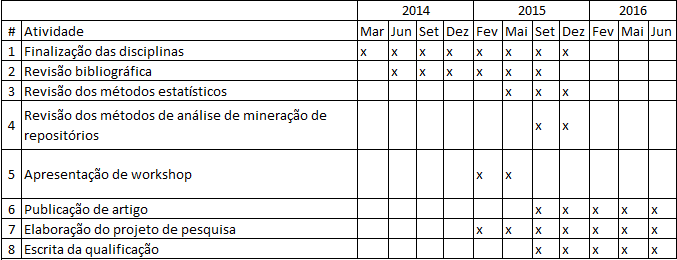 2014 2015 2016
# Atividade Mar Jun Set Dez Fev Mai Set Dez Fev Mai Jun
1 Finalização das disciplinas x x x x x x x x
2 Revisão bibliográfica x x x x x x
3 Revisão dos métodos estatísticos x x x
4 Revisão dos métodos de análise de mineração de
repositórios x x
5 Apresentação de workshop x x
6 Publicação de artigo x x x x x
7 Elaboração do projeto de pesquisa x x x x x x x
8 Escrita da qualificação x x x x x